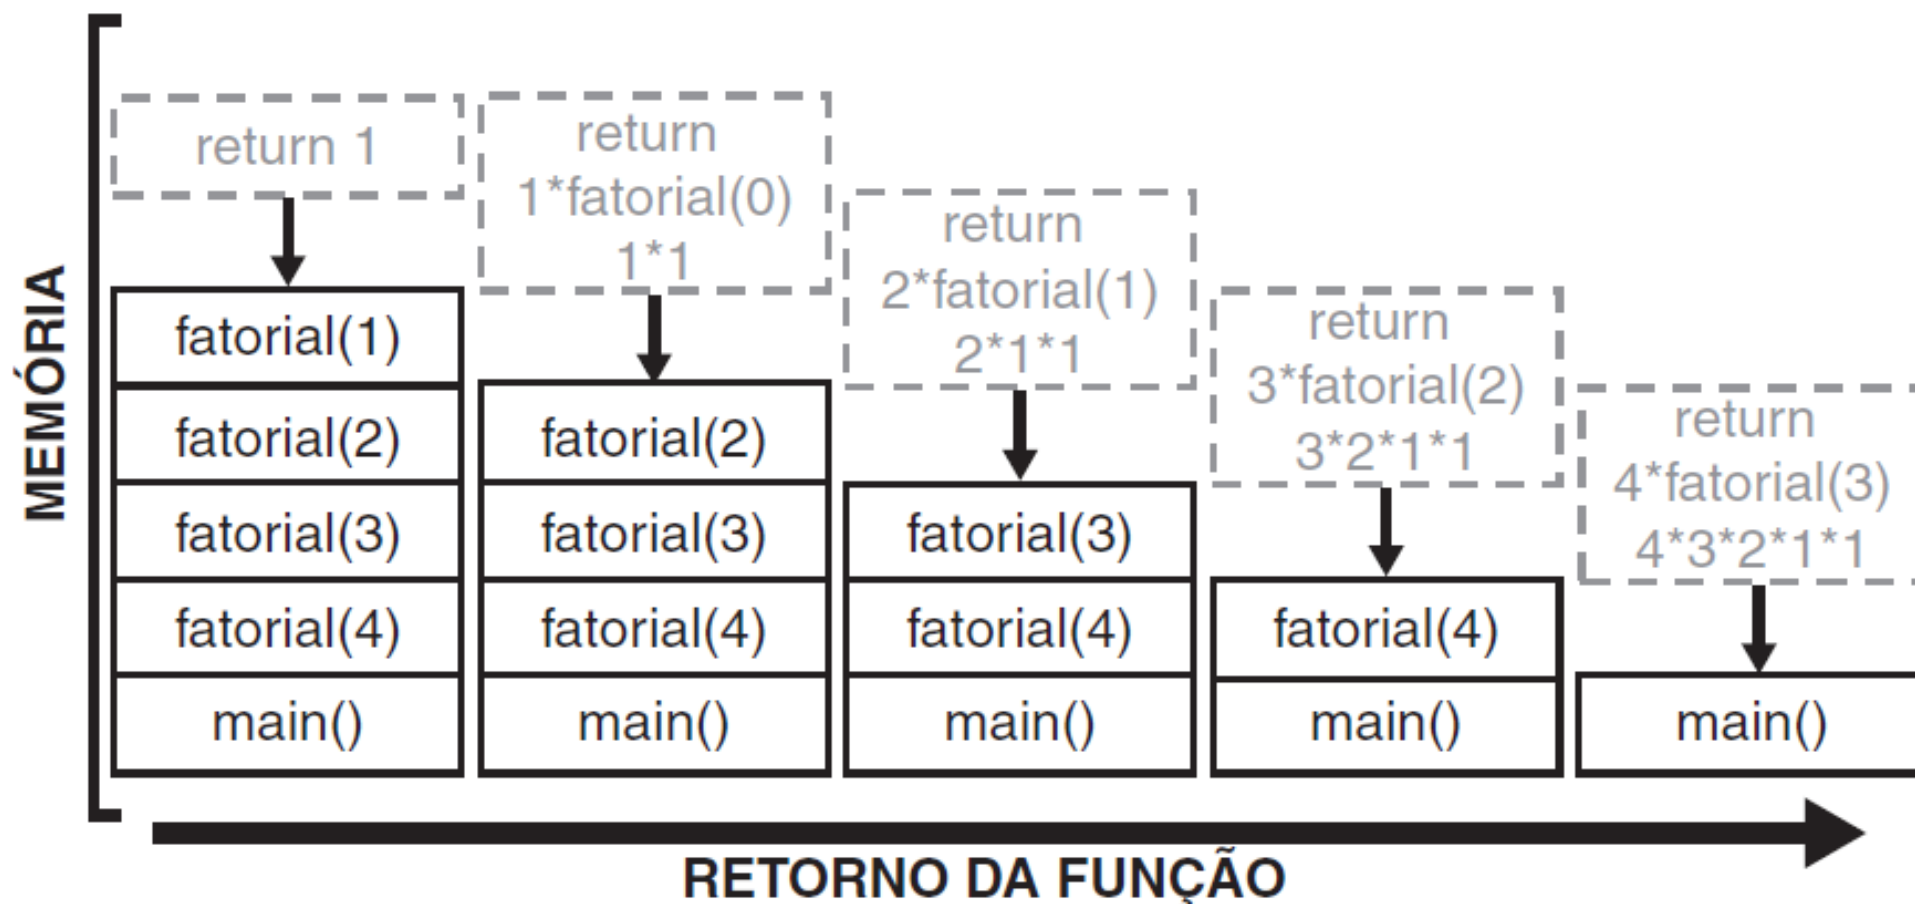 MEMÓRIA
return 1
fatorial(1)
fatorial(2)
fatorial(3)
fatorial(4)
main()
return
1*fatorial(0)
1*1
fatorial(2)
fatorial(3)
fatorial(4)
main()
return
2*fatorial(1)
2*1*1
fatorial(3)
fatorial(4)
main()
return
3*fatorial(2)
3*2*1*1
fatorial(4)
main()
return
4*fatorial(3)
4*3*2*1*1
main()
RETORNO DA FUNÇÃO